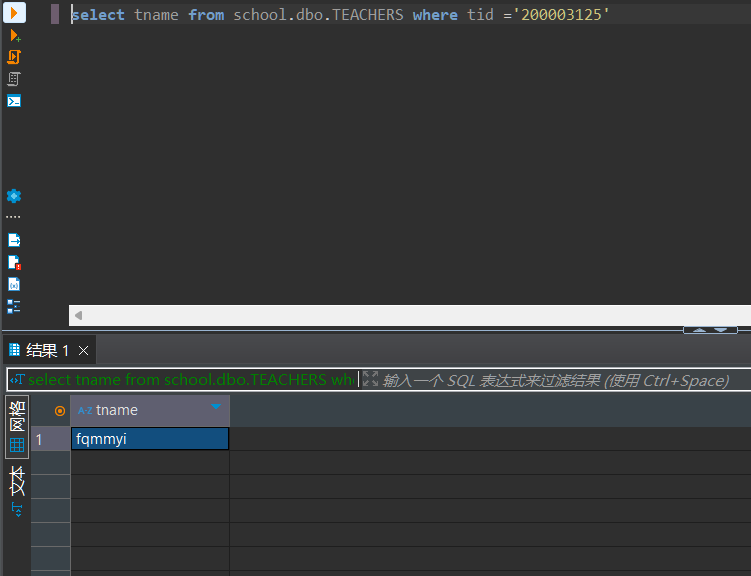 select tname from school.dbo.TEACHERS where tid ='200003125'
结果 1
select tname from school.dbo.TEACHERS wh
输入一个 SQL 表达式来过滤结果 (使用 Ctrl+Space)
网格
A-Z tname
1 fqmmyi
文本